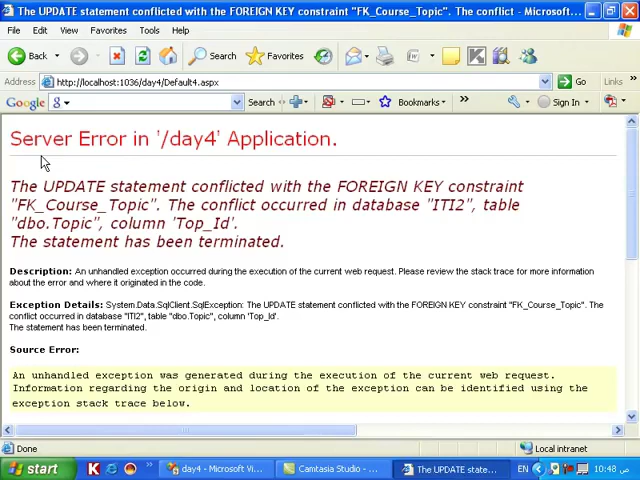 The UPDATE statement conflicted with the FOREIGN KEY constraint "FK_Course_Topic". The conflict - Microsoft...
File Edit View Favorites Tools Help
Back Search Favorites
Address http://localhost:1036/day4/Default4.aspx Go Links »
Google Search Bookmarks » Sign In
Server Error in '/day4' Application.
The UPDATE statement conflicted with the FOREIGN KEY constraint
"FK_Course_Topic". The conflict occurred in database "ITI2", table
"dbo.Topic", column 'Top_Id'.
The statement has been terminated.
Description: An unhandled exception occurred during the execution of the current web request. Please review the stack trace for more information
about the error and where it originated in the code.
Exception Details: System.Data.SqlClient.SqlException: The UPDATE statement conflicted with the FOREIGN KEY constraint "FK_Course_Topic". The
conflict occurred in database "ITI2", table "dbo.Topic", column 'Top_Id'.
The statement has been terminated.
Source Error:
An unhandled exception was generated during the execution of the current web request.
Information regarding the origin and location of the exception can be identified using the
exception stack trace below.
Done Local intranet
start day4 - Microsoft Vi... Camtasia Studio - ... The UPDATE state... EN 10:48 ص